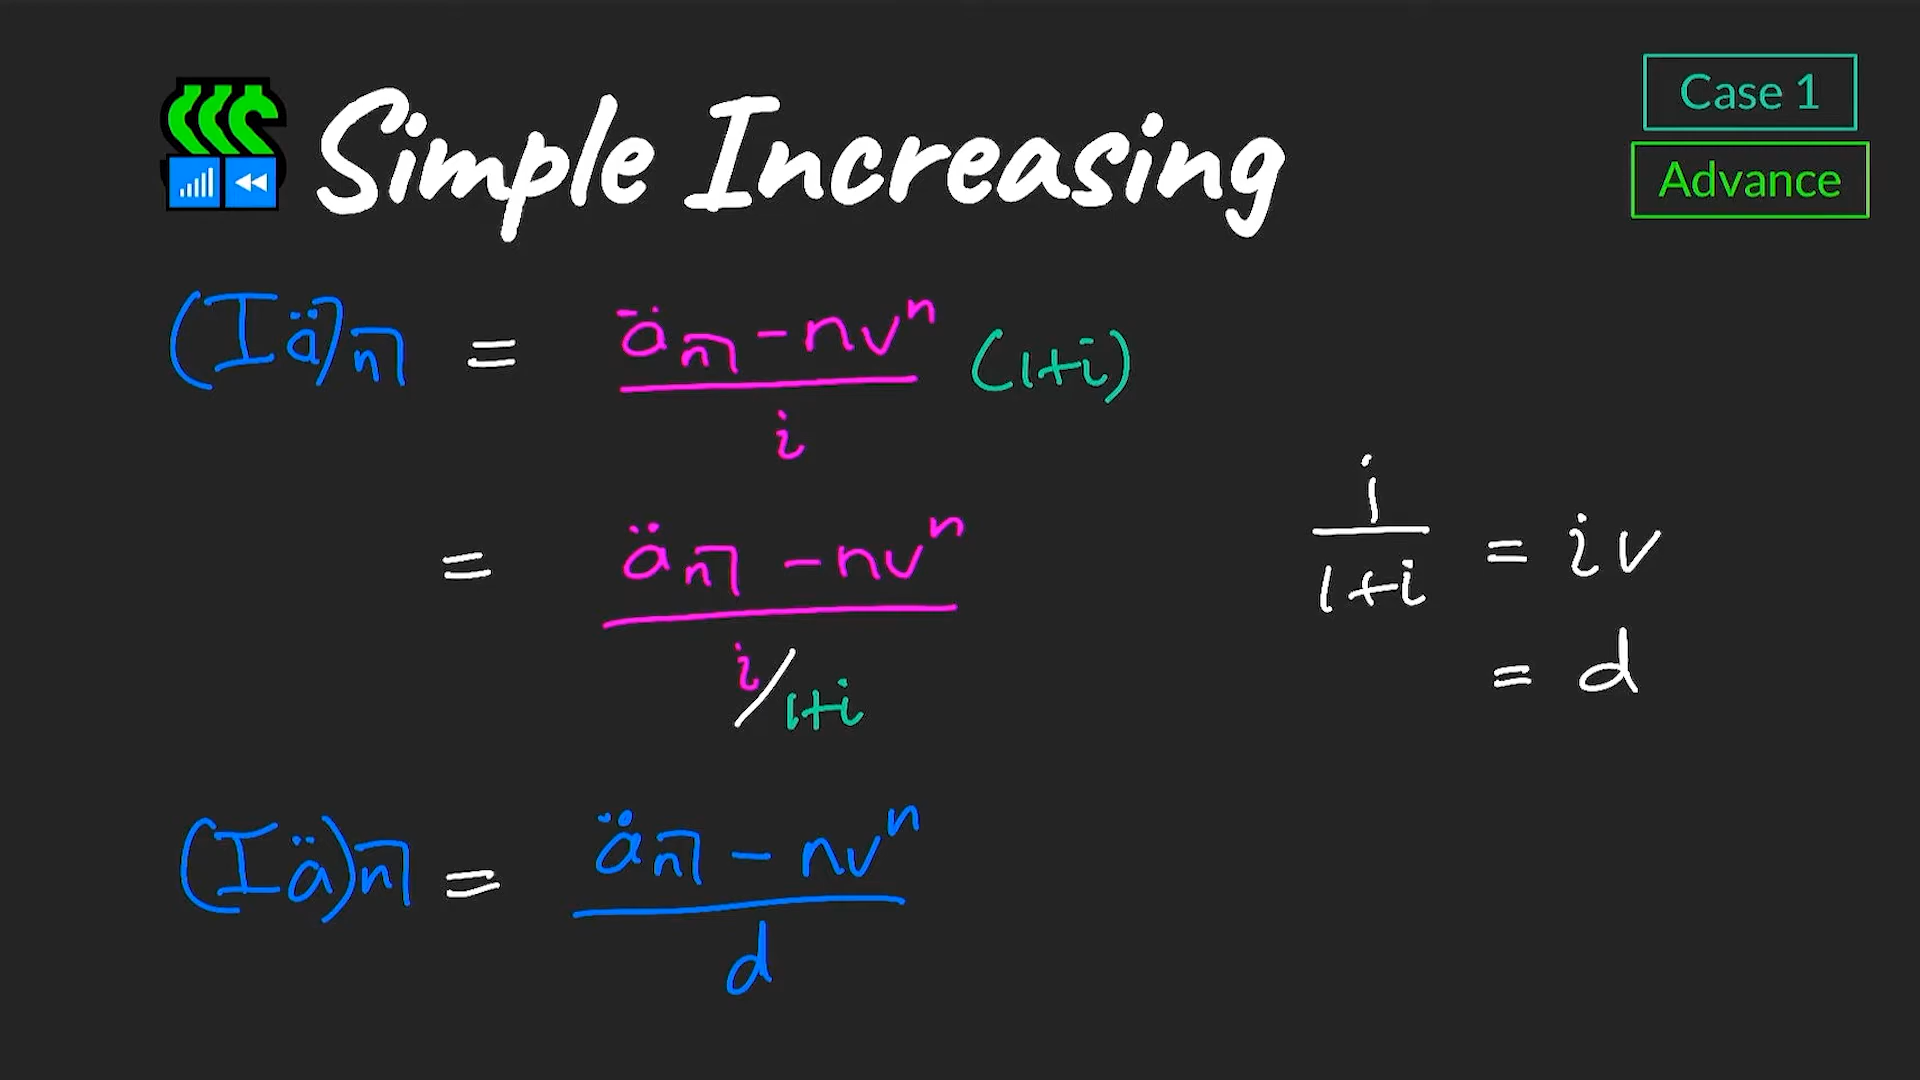 Case 1
Advance
Simple Increasing
(Iä)n̅| = än̅| - nvⁿ / i (1+i)
= än̅| - nvⁿ / i/1+i
i / 1+i = iv
= d
(Iä)n̅| = än̅| - nvⁿ / d